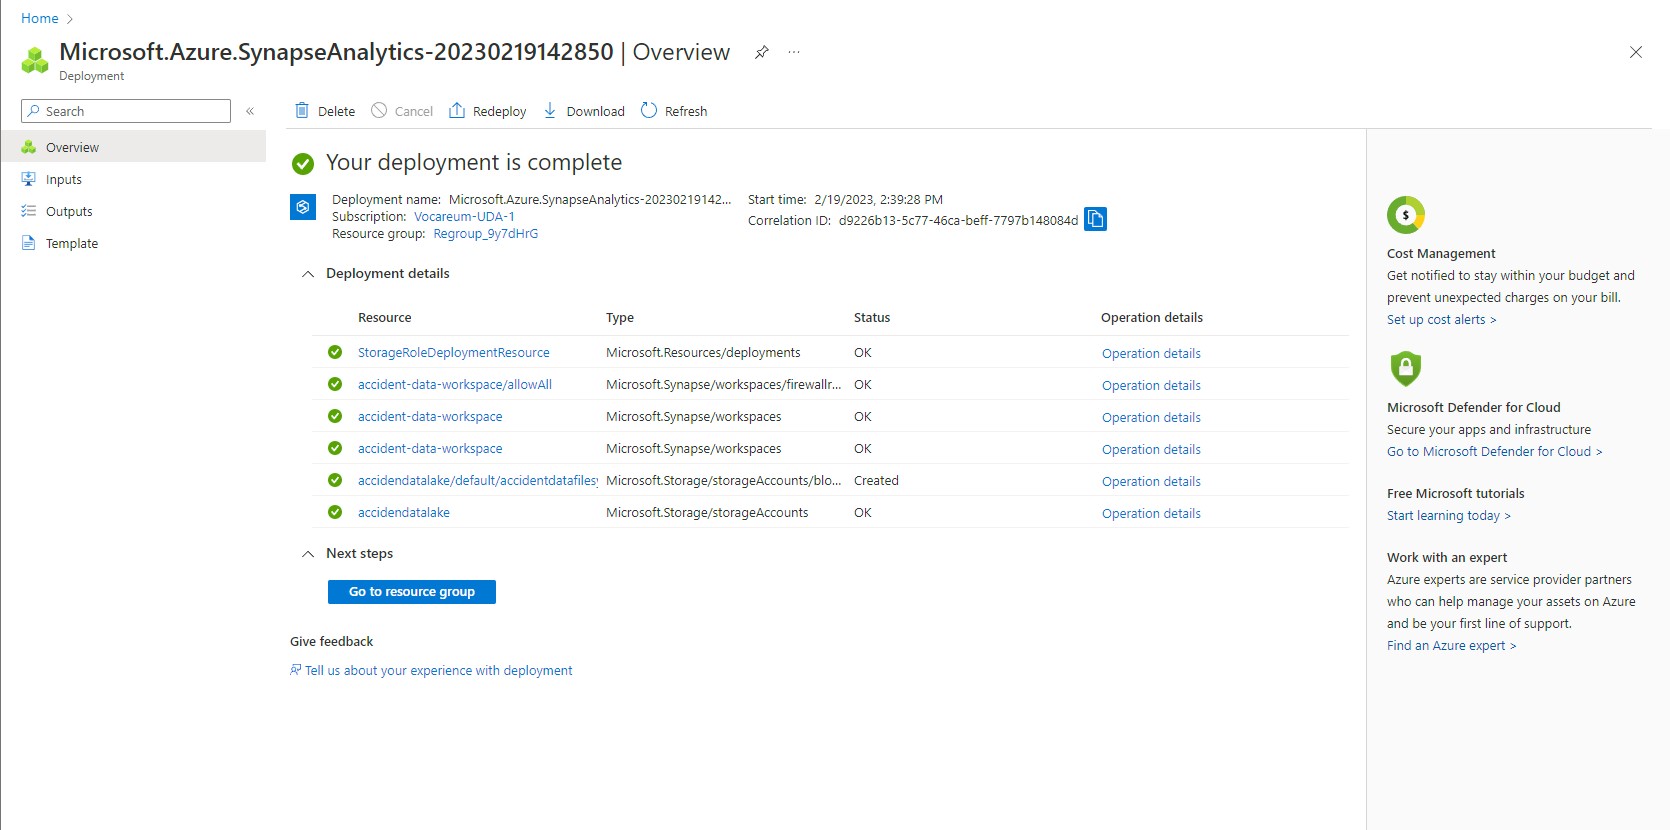 Home >
Microsoft.Azure.SynapseAnalytics-20230219142850 | Overview ...
Deployment
Search «
Overview
Inputs
Outputs
Template
Delete Cancel Redeploy Download Refresh
Your deployment is complete
Deployment name: Microsoft.Azure.SynapseAnalytics-20230219142...
Subscription: Vocareum-UDA-1
Resource group: Regroup_9y7dHrG
Start time: 2/19/2023, 2:39:28 PM
Correlation ID: d9226b13-5c77-46ca-beff-7797b148084d
Deployment details
Resource Type Status Operation details
StorageRoleDeploymentResource Microsoft.Resources/deployments OK Operation details
accident-data-workspace/allowAll Microsoft.Synapse/workspaces/firewallr... OK Operation details
accident-data-workspace Microsoft.Synapse/workspaces OK Operation details
accident-data-workspace Microsoft.Synapse/workspaces OK Operation details
accidendatalake/default/accidentdatafilesy Microsoft.Storage/storageAccounts/blo... Created Operation details
accidendatalake Microsoft.Storage/storageAccounts OK Operation details
Next steps
Go to resource group
Give feedback
Tell us about your experience with deployment
$
Cost Management
Get notified to stay within your budget and
prevent unexpected charges on your bill.
Set up cost alerts >
Microsoft Defender for Cloud
Secure your apps and infrastructure
Go to Microsoft Defender for Cloud >
Free Microsoft tutorials
Start learning today >
Work with an expert
Azure experts are service provider partners
who can help manage your assets on Azure
and be your first line of support.
Find an Azure expert >